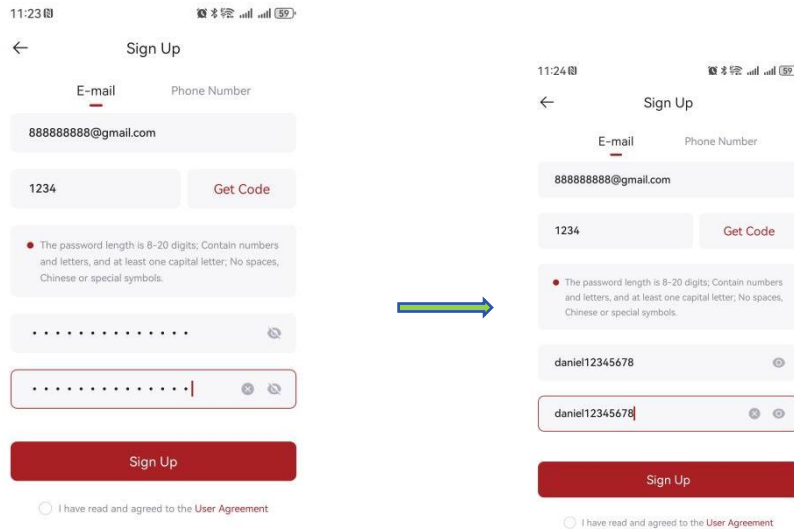 11:23
59
Sign Up
E-mail Phone Number
888888888@gmail.com
1234 Get Code
The password length is 8-20 digits; Contain numbers
and letters, and at least one capital letter; No spaces,
Chinese or special symbols.
Sign Up
I have read and agreed to the User Agreement
11:24
59
Sign Up
E-mail Phone Number
888888888@gmail.com
1234 Get Code
The password length is 8-20 digits; Contain numbers
and letters, and at least one capital letter; No spaces,
Chinese or special symbols.
daniel12345678
daniel12345678
Sign Up
I have read and agreed to the User Agreement